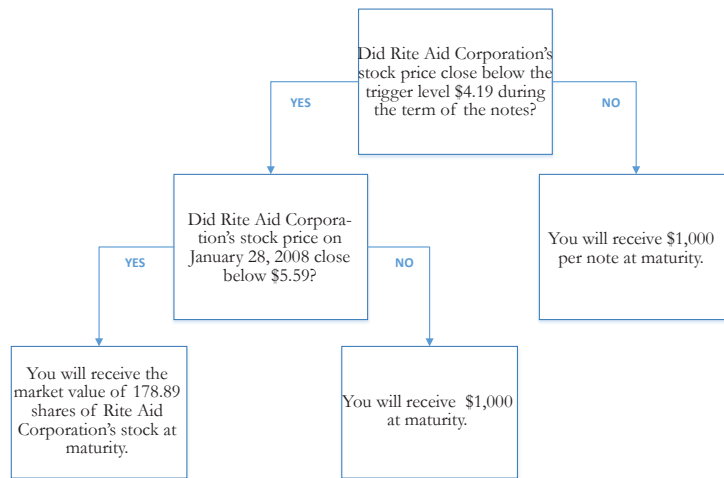 Did Rite Aid Corporation's
stock price close below the
trigger level $4.19 during
the term of the notes?
YES
NO
Did Rite Aid Corpora-
tion's stock price on
January 28, 2008 close
below $5.59?
You will receive $1,000
per note at maturity.
YES
NO
You will receive the
market value of 178.89
shares of Rite Aid
Corporation's stock at
maturity.
You will receive $1,000
at maturity.